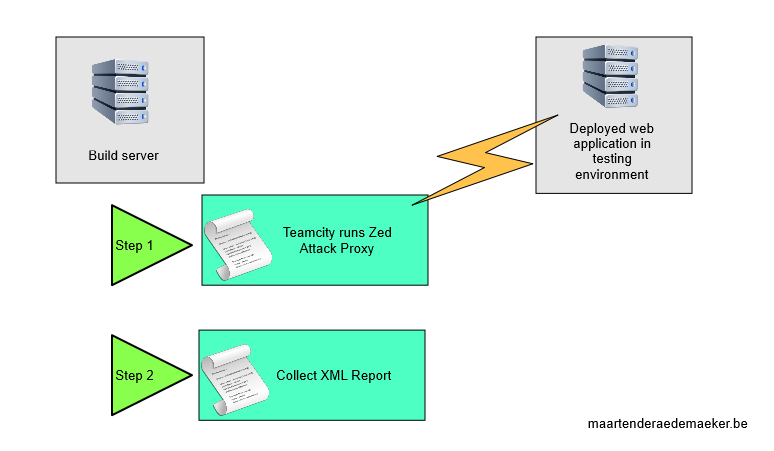 Build server
Deployed web
application in
testing
environment
Step 1
Teamcity runs Zed
Attack Proxy
Step 2
Collect XML Report
maartenderaedemaeker.be